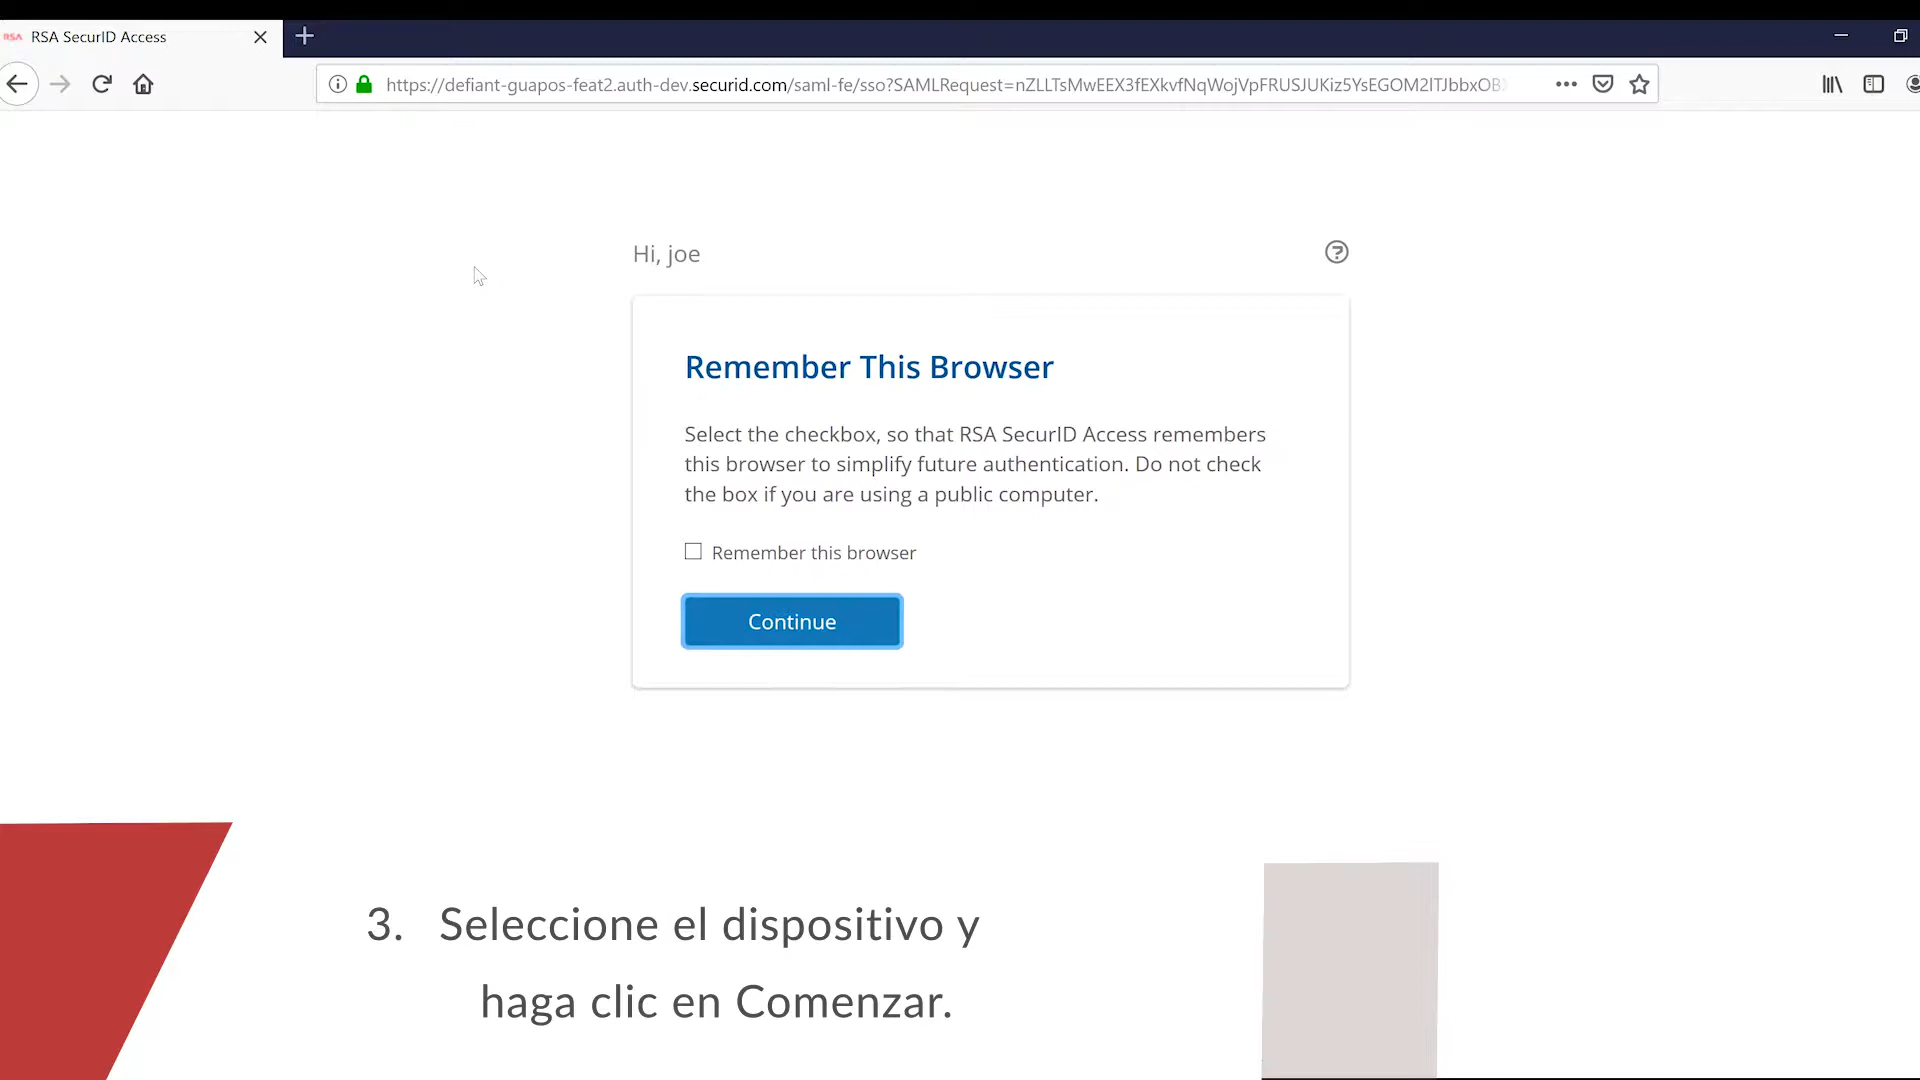 RSA RSA SecurID Access
https://defiant-guapos-feat2.auth-dev.securid.com/saml-fe/sso?SAMLRequest=nZLLTsMwEEX3fEXkvfNqWojVpFRUSJUKiz5YsEGOM2lTJbbxOB
Hi, joe
Remember This Browser
Select the checkbox, so that RSA SecurID Access remembers
this browser to simplify future authentication. Do not check
the box if you are using a public computer.
Remember this browser
Continue
3. Seleccione el dispositivo y
haga clic en Comenzar.